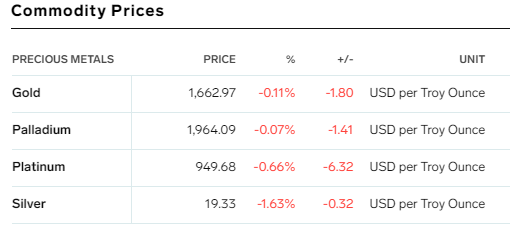 Commodity Prices
PRECIOUS METALS PRICE % +/- UNIT
Gold 1,662.97 -0.11% -1.80 USD per Troy Ounce
Palladium 1,964.09 -0.07% -1.41 USD per Troy Ounce
Platinum 949.68 -0.66% -6.32 USD per Troy Ounce
Silver 19.33 -1.63% -0.32 USD per Troy Ounce